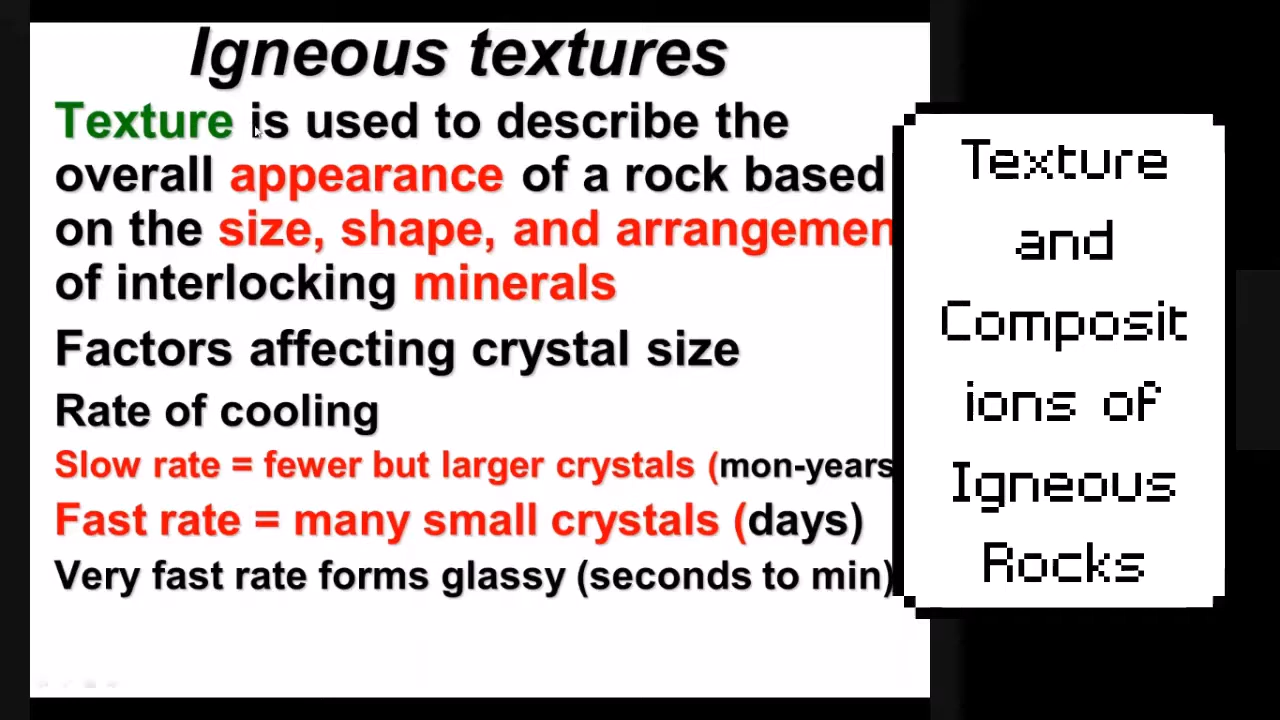 Igneous textures
Texture is used to describe the
overall appearance of a rock based
on the size, shape, and arrangemen
of interlocking minerals
Factors affecting crystal size
Rate of cooling
Slow rate = fewer but larger crystals (mon-years
Fast rate = many small crystals (days)
Very fast rate forms glassy (seconds to min)
Texture
and
Composit
ions of
Igneous
Rocks